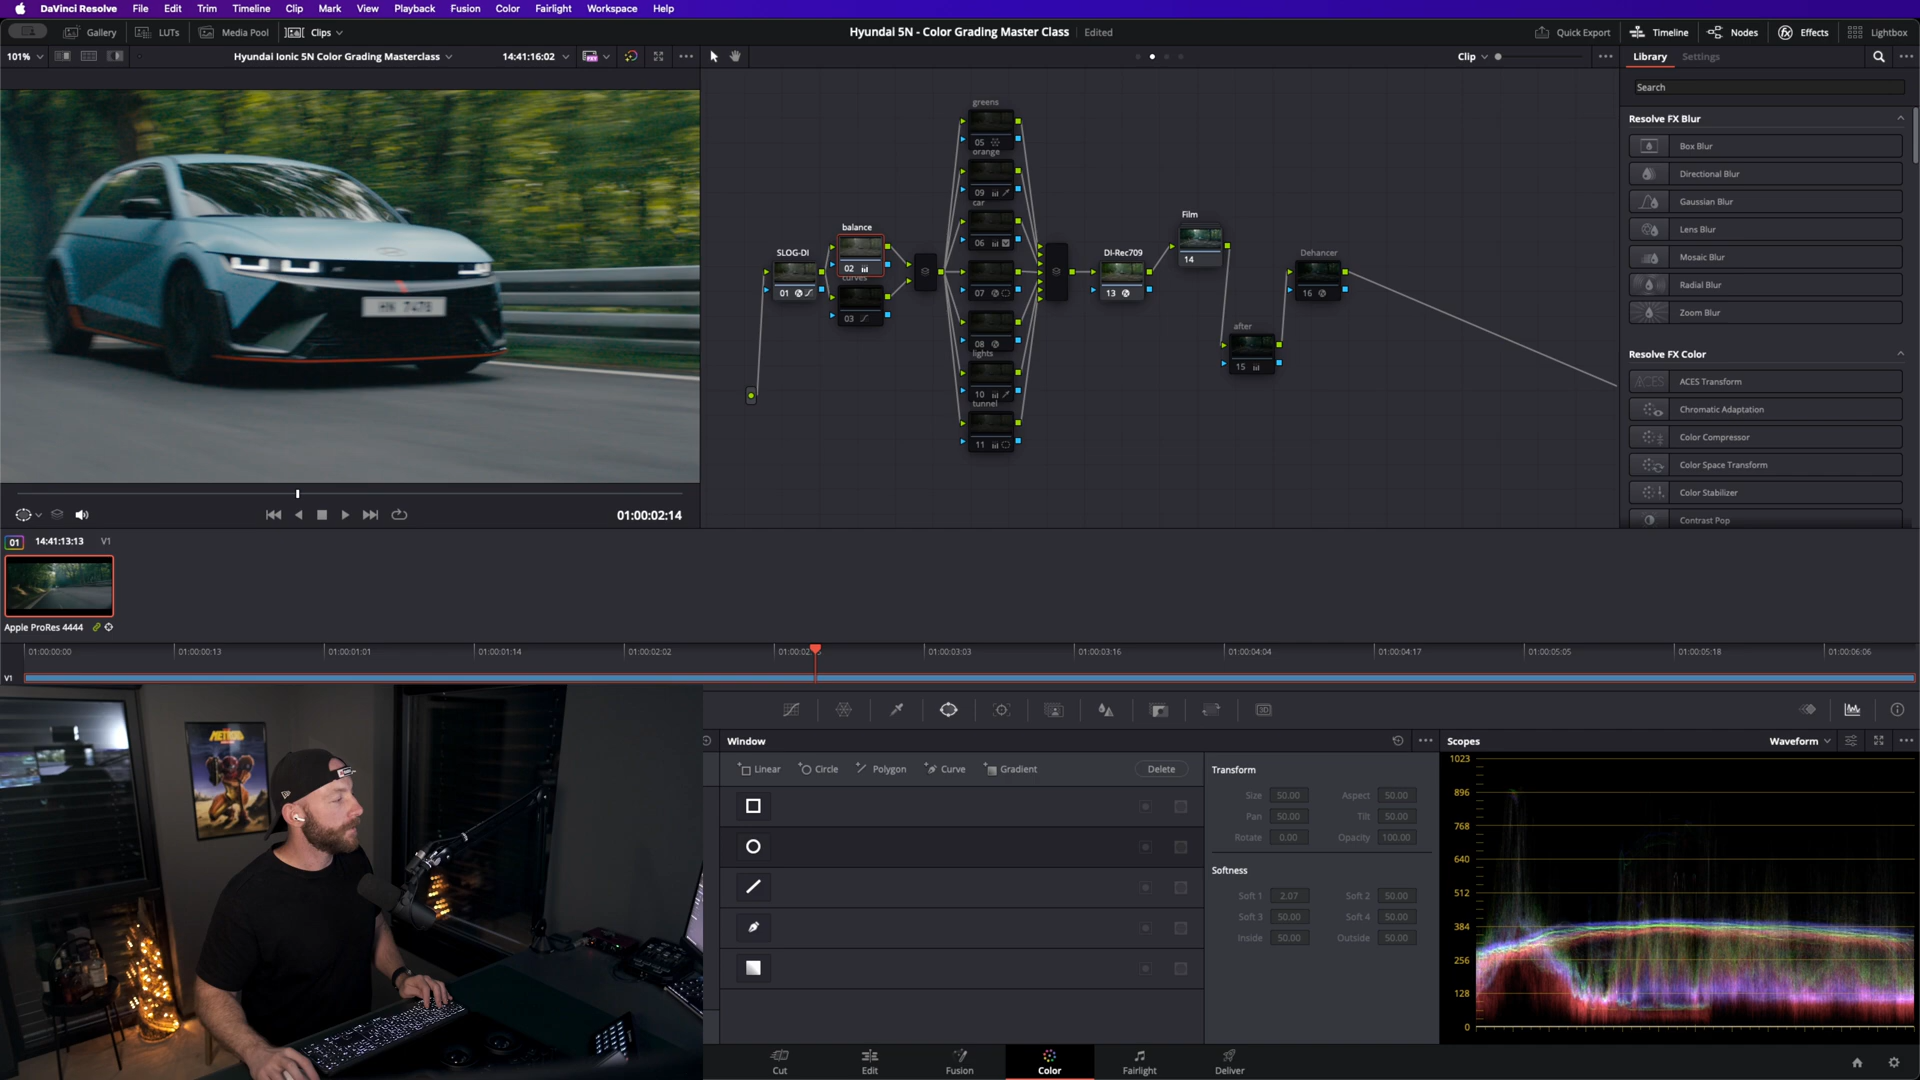 DaVinci Resolve File Edit Trim Timeline Clip Mark View Playback Fusion Color Fairlight Workspace Help
Gallery LUTs Media Pool Clips Hyundai 5N - Color Grading Master Class Edited Quick Export Timeline Nodes Effects Lightbox
101% Hyundai Ionic 5N Color Grading Masterclass 14:41:16:02 Clip Library Settings
Search
Resolve FX Blur
Box Blur
Directional Blur
Gaussian Blur
Lens Blur
Mosaic Blur
Radial Blur
Zoom Blur
Resolve FX Color
ACES Transform
Chromatic Adaptation
Color Compressor
Color Space Transform
Color Stabilizer
Contrast Pop
SLOG-DI
01
balance
02
curves
03
greens
05
orange
09
car
06
07
08
lights
10
tunnel
11
DI-Rec709
13
Film
14
after
15
Dehancer
16
HN 7478
01:00:02:14
01 14:41:13:13 V1
Apple ProRes 4444
01:00:00:00 01:00:00:13 01:00:01:01 01:00:01:14 01:00:02:02 01:00:03:03 01:00:03:16 01:00:04:04 01:00:04:17 01:00:05:05 01:00:05:18 01:00:06:06
V1
METROID
Window
Linear Circle Polygon Curve Gradient Delete
Transform
Size 50.00 Aspect 50.00
Pan 50.00 Tilt 50.00
Rotate 0.00 Opacity 100.00
Softness
Soft 1 2.07 Soft 2 50.00
Soft 3 50.00 Soft 4 50.00
Inside 50.00 Outside 50.00
Scopes Waveform
1023
896
768
640
512
384
256
128
0
3D
Cut Edit Fusion Color Fairlight Deliver